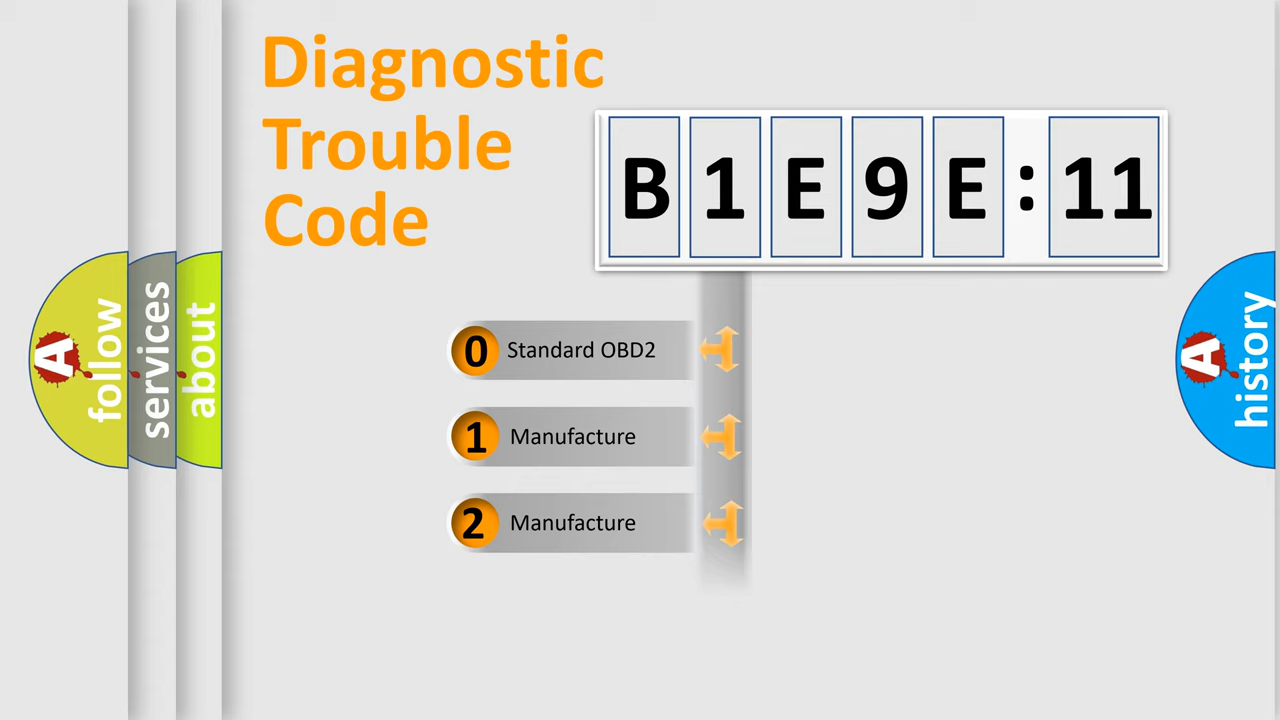 Diagnostic
Trouble
Code
B1E9E:11
0 Standard OBD2
1 Manufacture
2 Manufacture
A follow
services
about
A history